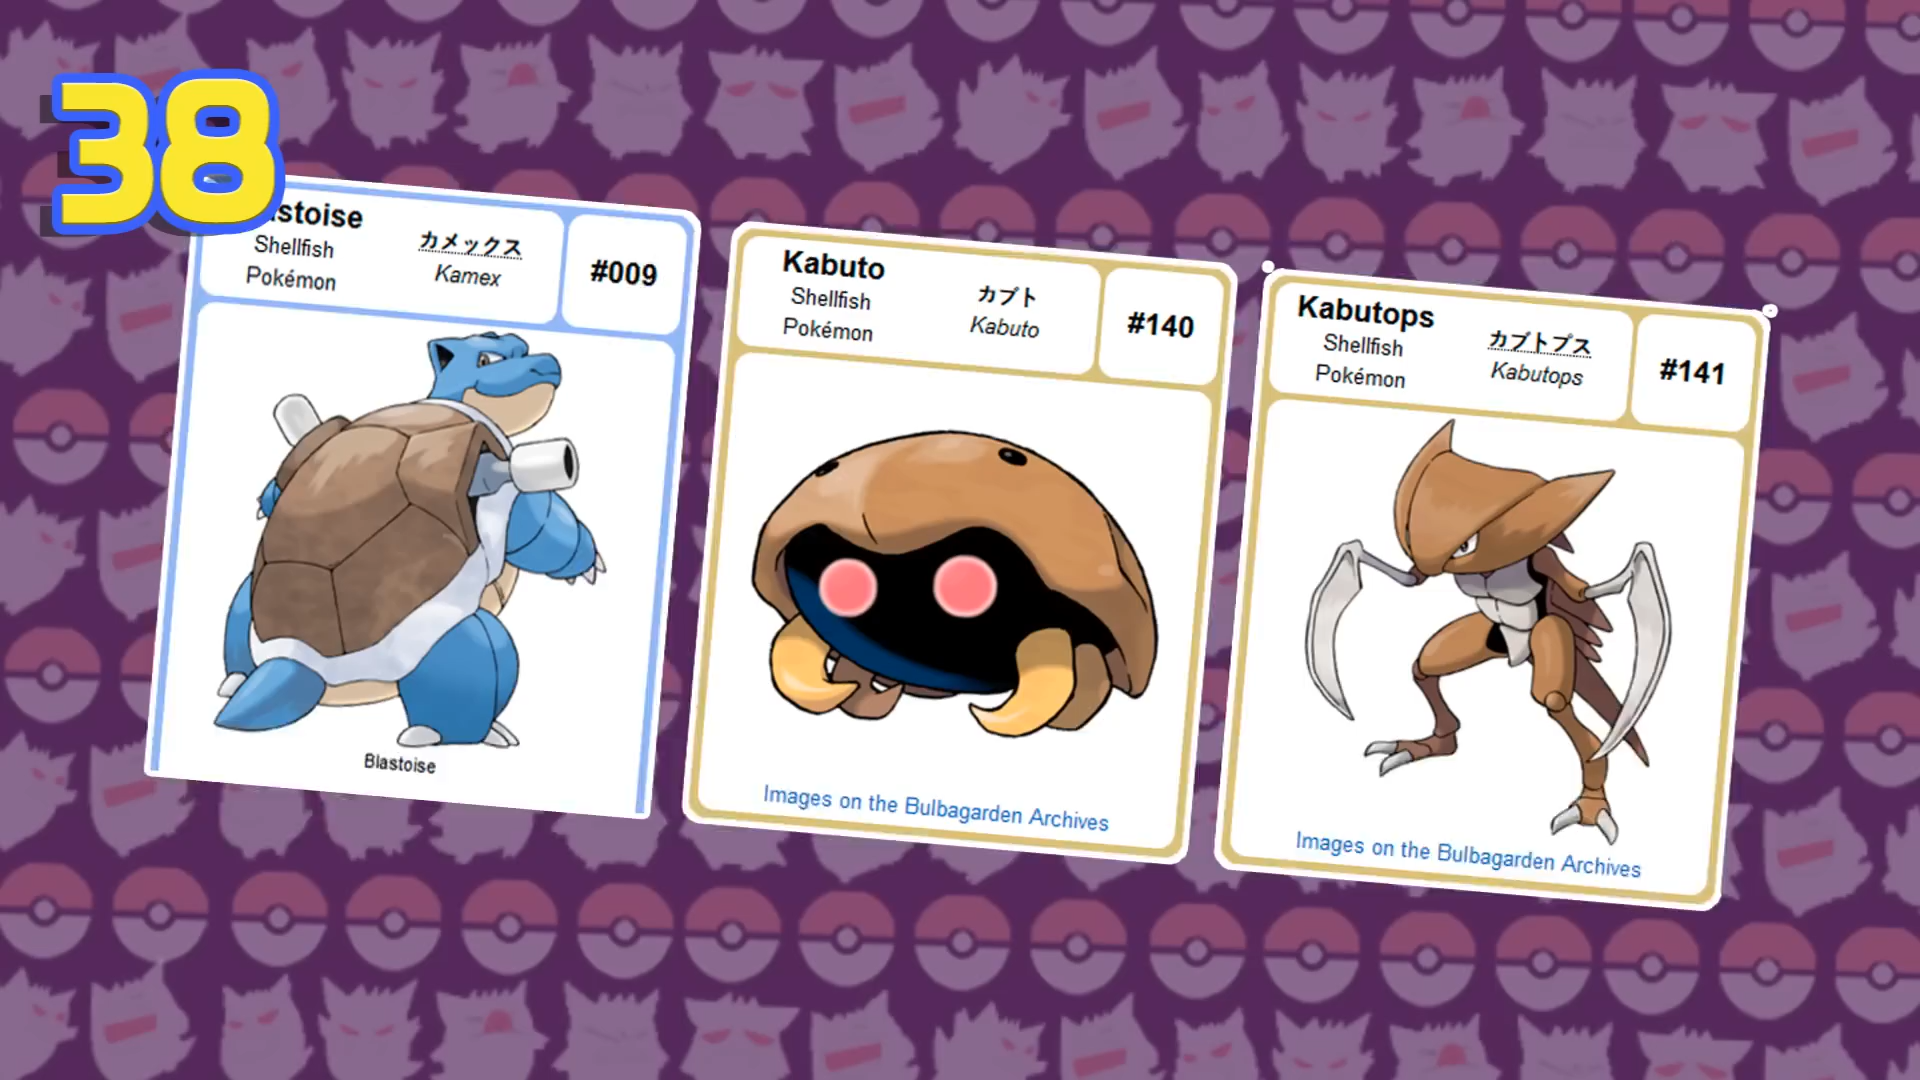 38
astoise
Shellfish
Pokémon
カメックス
Kamex
#009
Blastoise
Kabuto
Shellfish
Pokémon
カブト
Kabuto
#140
Images on the Bulbagarden Archives
Kabutops
Shellfish
Pokémon
カブトプス
Kabutops
#141
Images on the Bulbagarden Archives